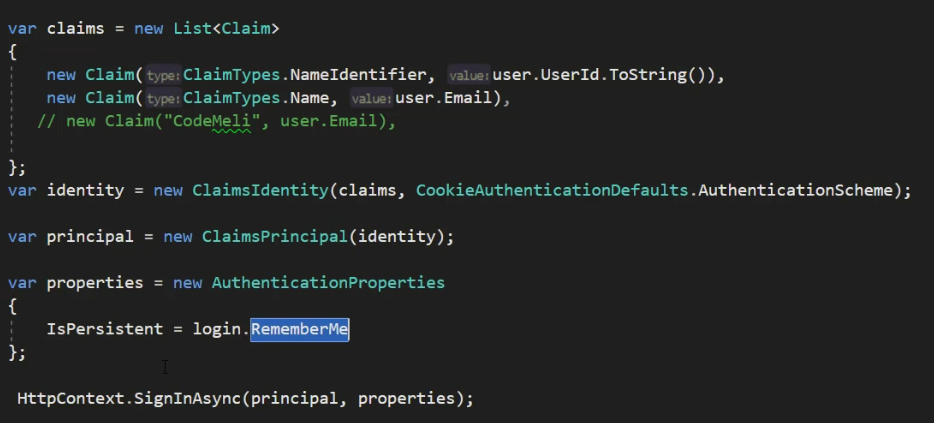 var claims = new List<Claim>
{
new Claim(type: ClaimTypes.NameIdentifier, value: user.UserId.ToString()),
new Claim(type: ClaimTypes.Name, value: user.Email),
// new Claim("CodeMeli", user.Email),
};
var identity = new ClaimsIdentity(claims, CookieAuthenticationDefaults.AuthenticationScheme);
var principal = new ClaimsPrincipal(identity);
var properties = new AuthenticationProperties
{
IsPersistent = login.RememberMe
};
HttpContext.SignInAsync(principal, properties);